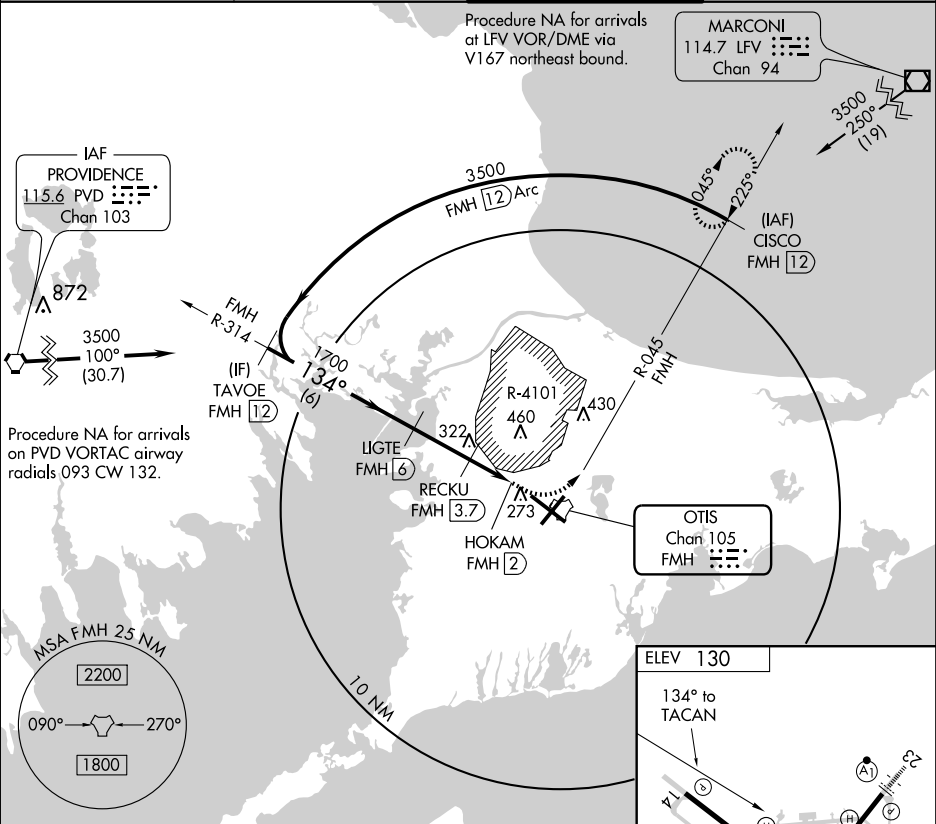 Procedure NA for arrivals
at LFV VOR/DME via
V167 northeast bound.
MARCONI
114.7 LFV
Chan 94
3500
250°
(19)
IAF
PROVIDENCE
115.6 PVD
Chan 103
872
3500
100°
(30.7)
Procedure NA for arrivals
on PVD VORTAC airway
radials 093 CW 132.
3500
FMH 12 Arc
045°
225°
(IAF)
CISCO
FMH 12
R-045
FMH
FMH
R-314
(IF)
TAVOE
FMH 12
1700
134°
(6)
R-4101
460
430
322
LIGTE
FMH 6
RECKU
FMH 3.7
273
HOKAM
FMH 2
OTIS
Chan 105
FMH
MSA FMH 25 NM
2200
090°
270°
1800
10 NM
ELEV 130
134° to
TACAN
14
P
A1
23
H
P